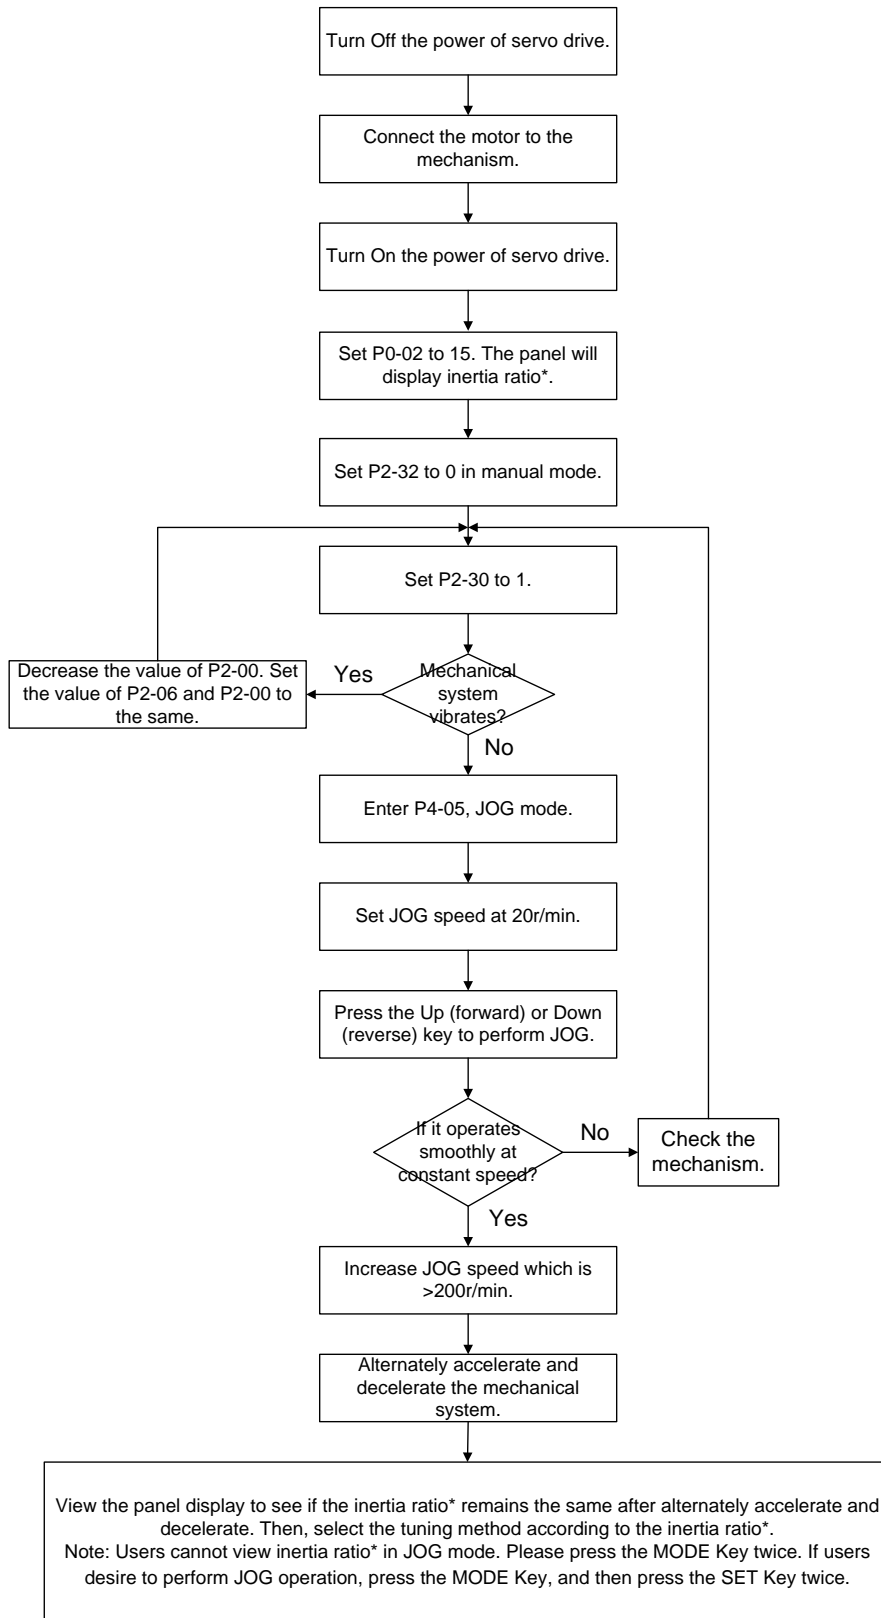 Turn Off the power of servo drive.
Connect the motor to the
mechanism.
Turn On the power of servo drive.
Set P0-02 to 15. The panel will
display inertia ratio*.
Set P2-32 to 0 in manual mode.
Set P2-30 to 1.
Decrease the value of P2-00. Set
the value of P2-06 and P2-00 to
the same.
Yes
Mechanical
system
vibrates?
No
Enter P4-05, JOG mode.
Set JOG speed at 20r/min.
Press the Up (forward) or Down
(reverse) key to perform JOG.
If it operates
smoothly at
constant speed?
No
Check the
mechanism.
Yes
Increase JOG speed which is
>200r/min.
Alternately accelerate and
decelerate the mechanical
system.
View the panel display to see if the inertia ratio* remains the same after alternately accelerate and
decelerate. Then, select the tuning method according to the inertia ratio*.
Note: Users cannot view inertia ratio* in JOG mode. Please press the MODE Key twice. If users
desire to perform JOG operation, press the MODE Key, and then press the SET Key twice.